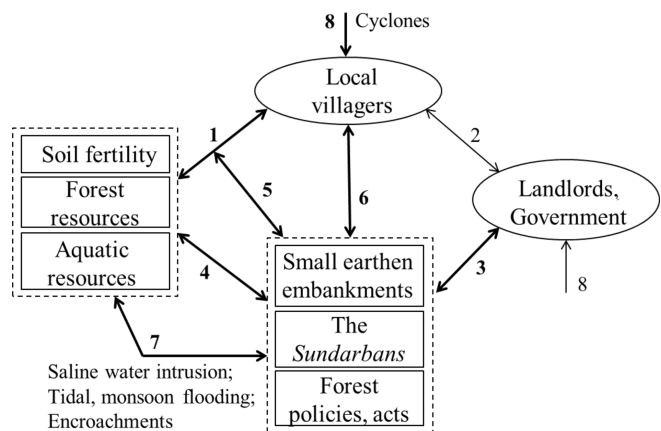 8 Cyclones
Local
villagers
1
2
Soil fertility
Forest
resources
Aquatic
resources
5
6
Landlords,
Government
4
Small earthen
embankments
3
8
The
Sundarbans
7
Saline water intrusion;
Tidal, monsoon flooding;
Encroachments
Forest
policies, acts